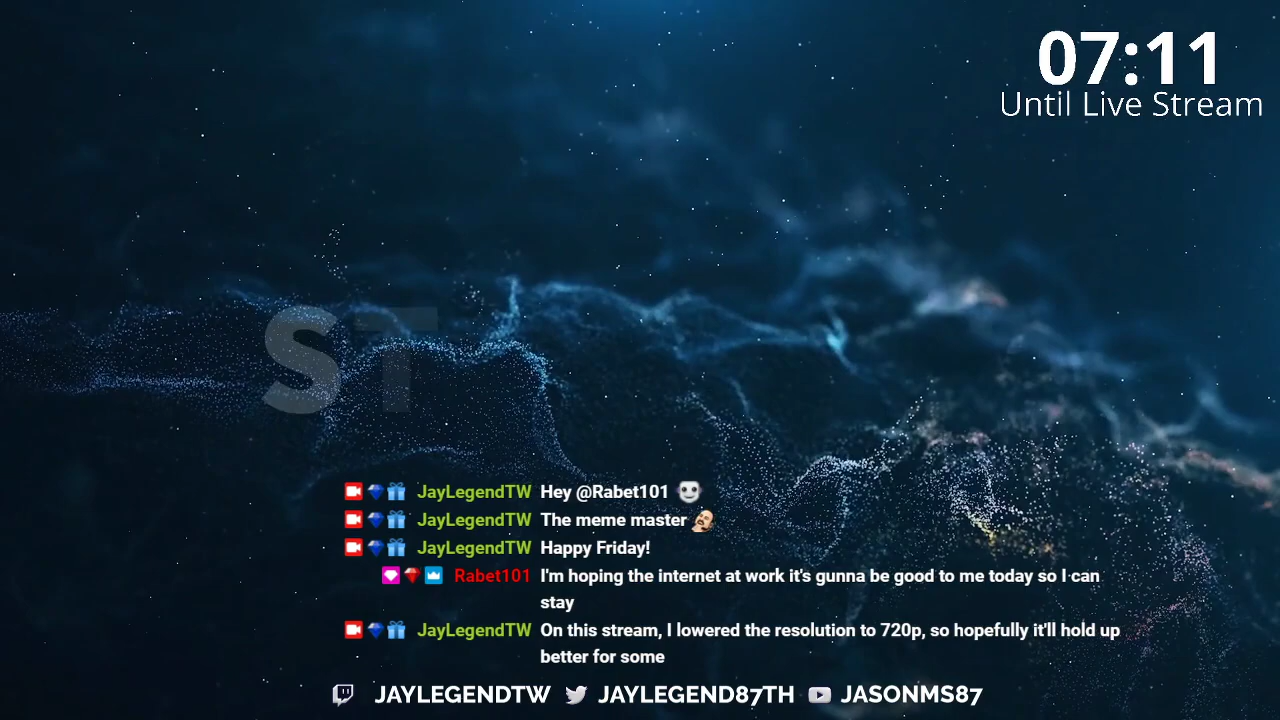 07:11
Until Live Stream
ST
JayLegendTW Hey @Rabet101
JayLegendTW The meme master
JayLegendTW Happy Friday!
Rabet101 I'm hoping the internet at work it's gunna be good to me today so I can
stay
JayLegendTW On this stream, I lowered the resolution to 720p, so hopefully it'll hold up
better for some
JAYLEGENDTW JAYLEGEND87TH JASONMS87